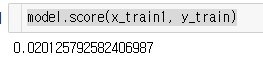 model.score(x_train1, y_train)
0.020125792582406987